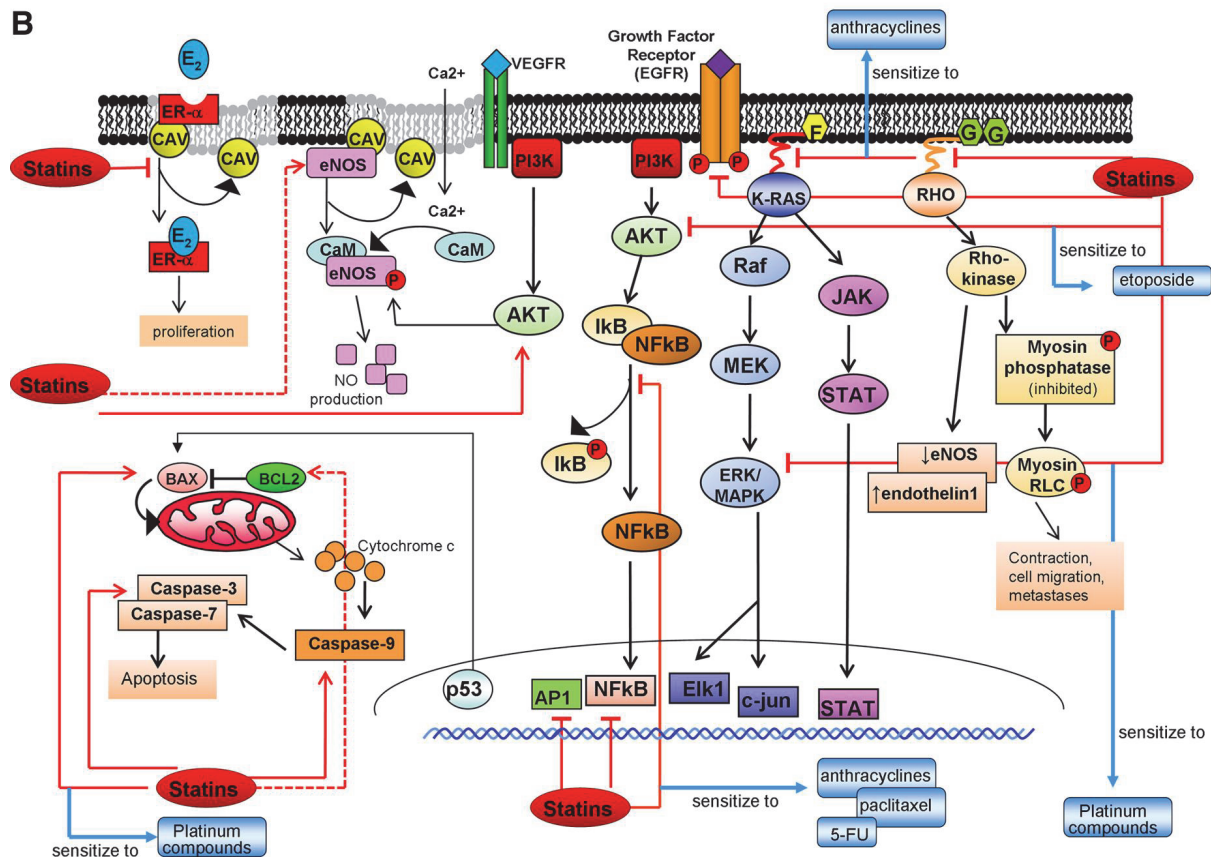 B
anthracyclines
Growth Factor
Receptor
(EGFR)
E2
VEGFR
Ca2+
sensitize to
ER-α
CAV
CAV
CAV
CAV
F
G
G
Statins
eNOS
PI3K
PI3K
P
P
K-RAS
RHO
Statins
Ca2+
E2
ER-α
CaM
eNOS
P
CaM
AKT
Raf
JAK
Rho-
kinase
sensitize to
etoposide
proliferation
AKT
IkB
NFkB
MEK
STAT
Myosin
phosphatase
(inhibited)
P
Statins
NO
production
IkB
P
BAX
BCL2
ERK/
MAPK
↓eNOS
↑endothelin1
Myosin
RLC
P
Cytochrome c
NFkB
Contraction,
cell migration,
metastases
Caspase-3
Caspase-7
Caspase-9
Apoptosis
p53
AP1
NFkB
Elk1
c-jun
STAT
sensitize to
Statins
Statins
sensitize to
anthracyclines
paclitaxel
5-FU
Platinum
compounds
sensitize to
Platinum
compounds